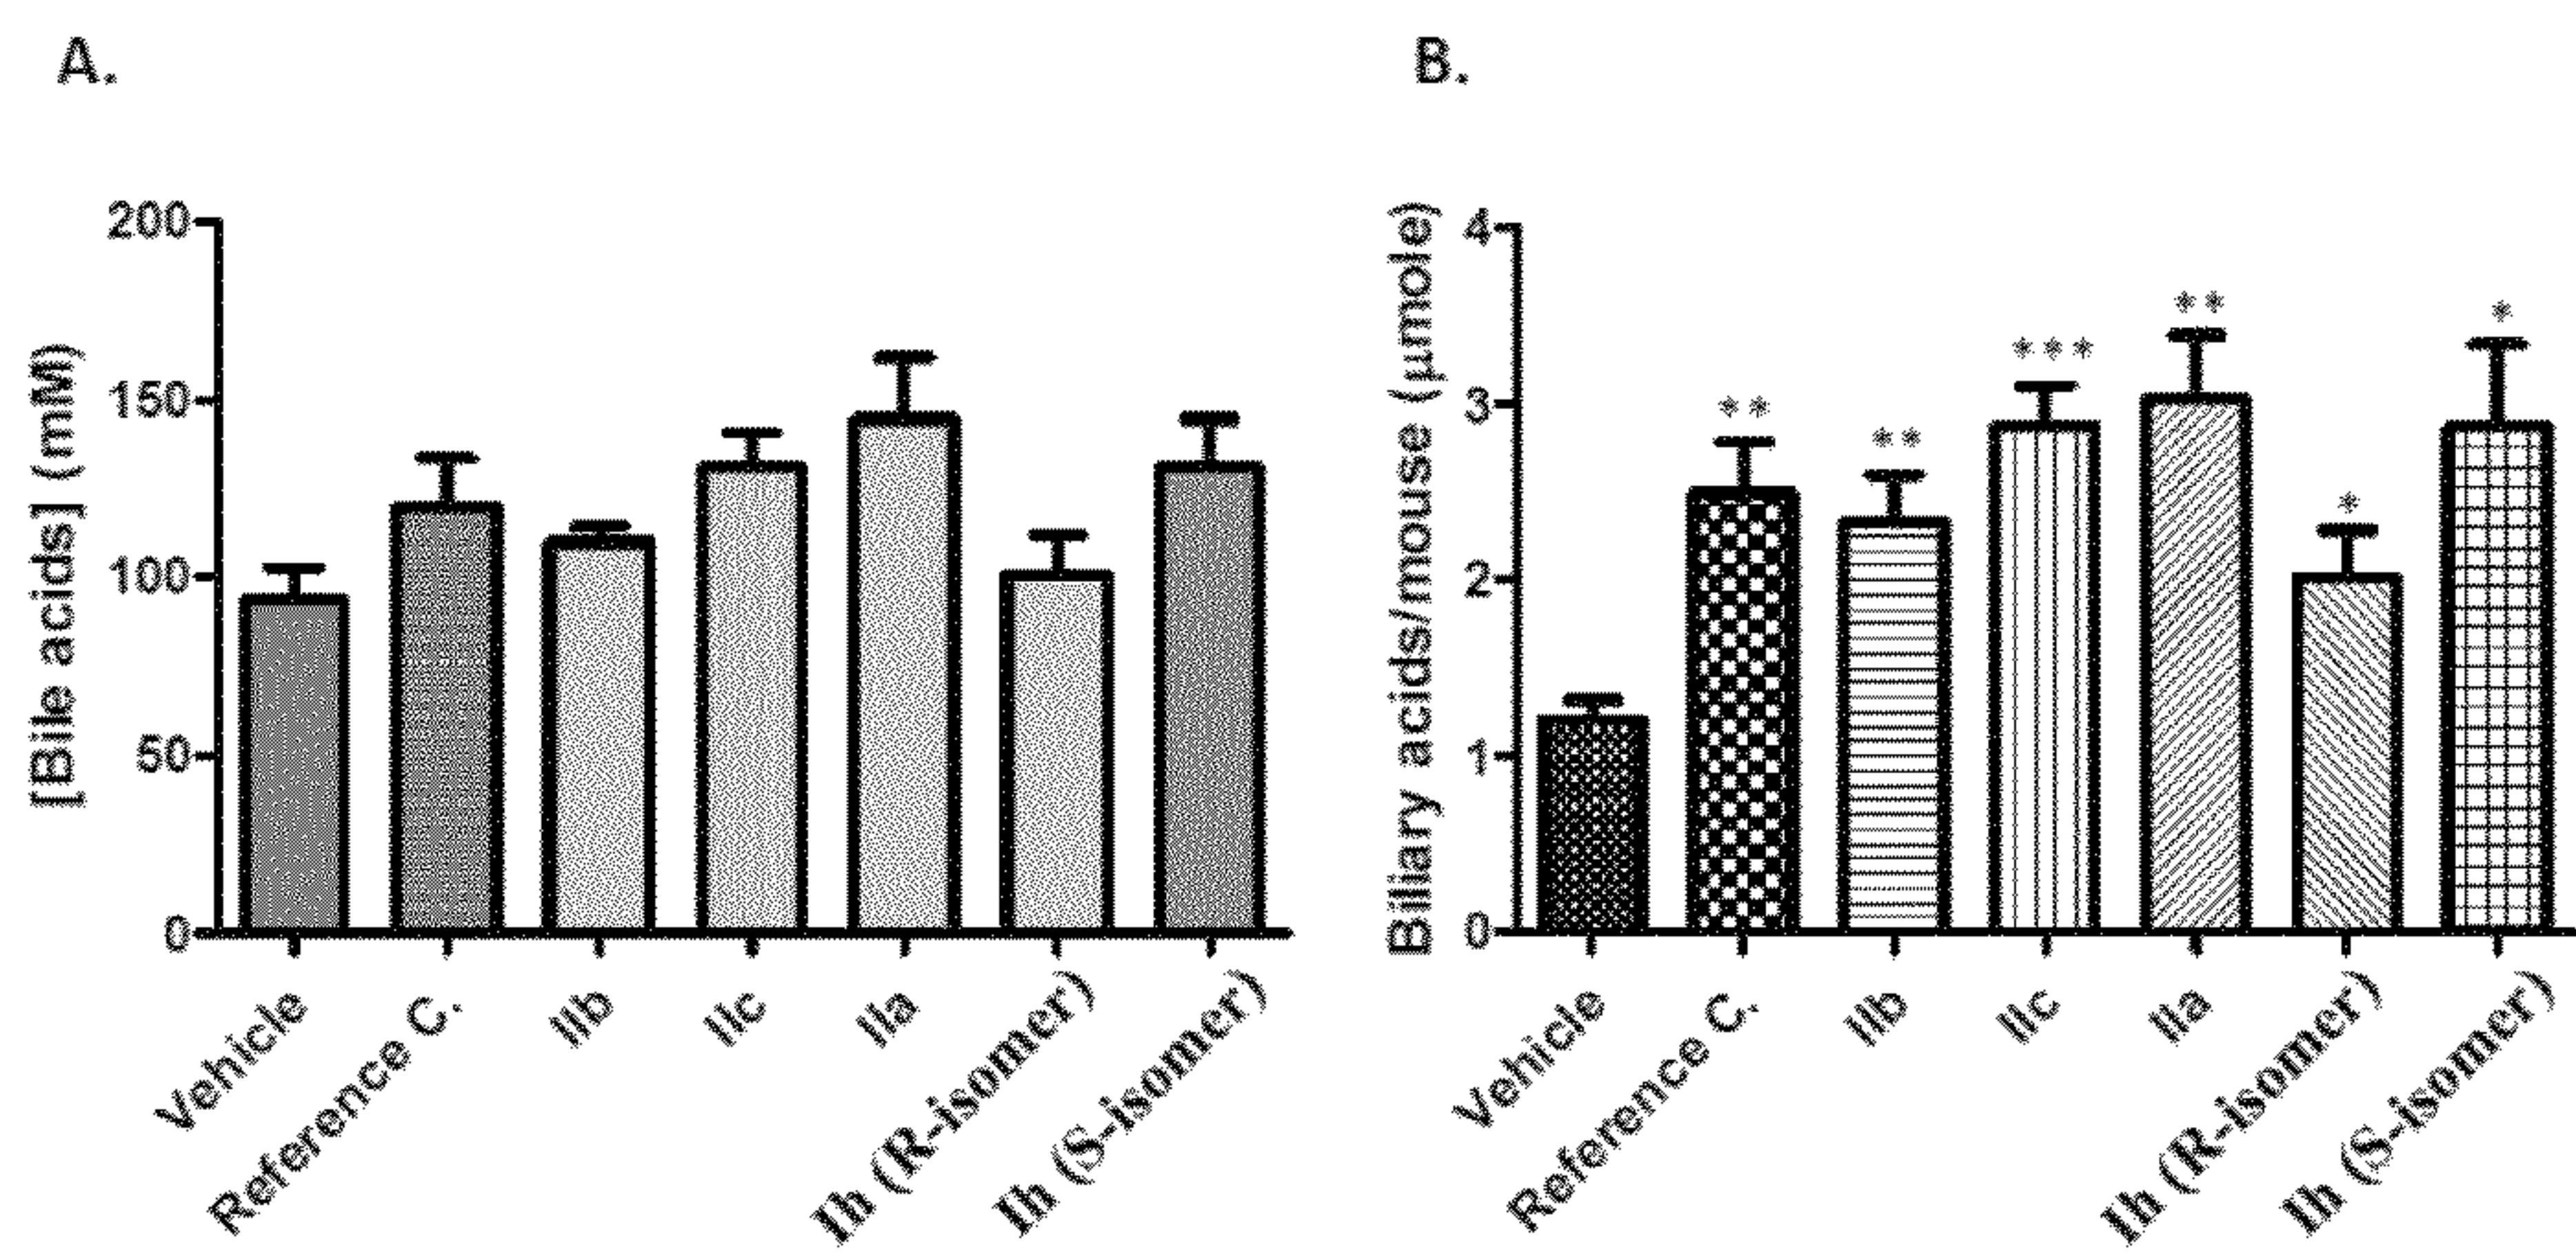 A.
[Bile acids] (mM)
200
150
100
50
0
Vehicle
Reference C.
IIb
IIc
IIa
Ih (R-isomer)
Ih (S-isomer)
B.
Biliary acids/mouse (µmole)
4
3
2
1
0
**
**
***
**
*
*
Vehicle
Reference C.
IIb
IIc
IIa
Ih (R-isomer)
Ih (S-isomer)